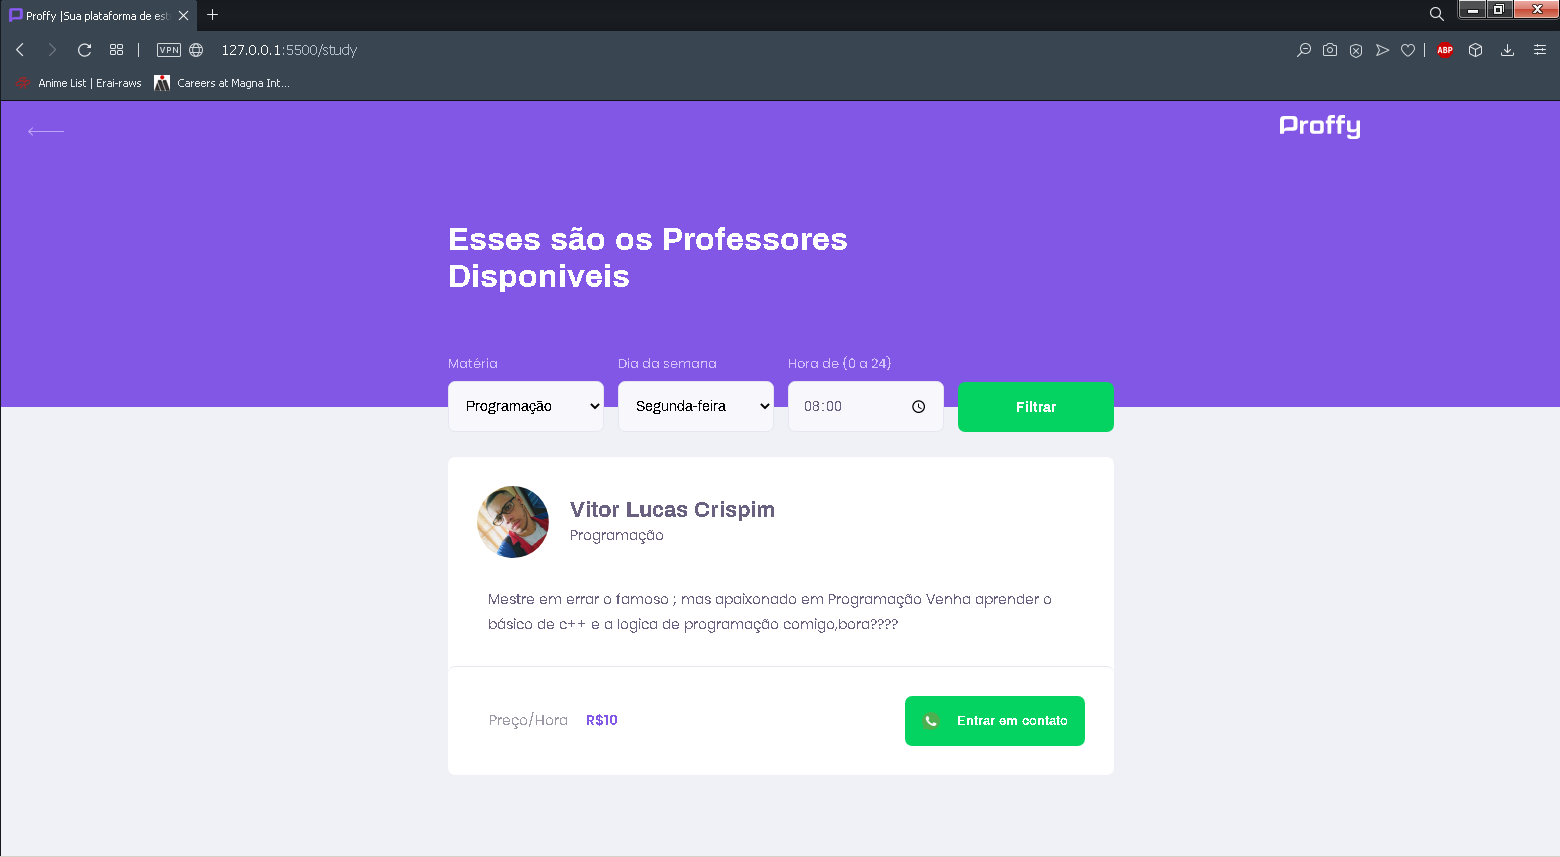 Proffy |Sua plataforma de est
VPN
127.0.0.1:5500/study
ABP
Anime List | Erai-raws
Careers at Magna Int...
Proffy
Esses são os Professores
Disponiveis
Matéria
Dia da semana
Hora de (0 a 24)
Programação
Segunda-feira
08:00
Filtrar
Vitor Lucas Crispim
Programação
Mestre em errar o famoso ; mas apaixonado em Programação Venha aprender o
básico de c++ e a logica de programação comigo,bora????
Preço/Hora
R$10
Entrar em contato